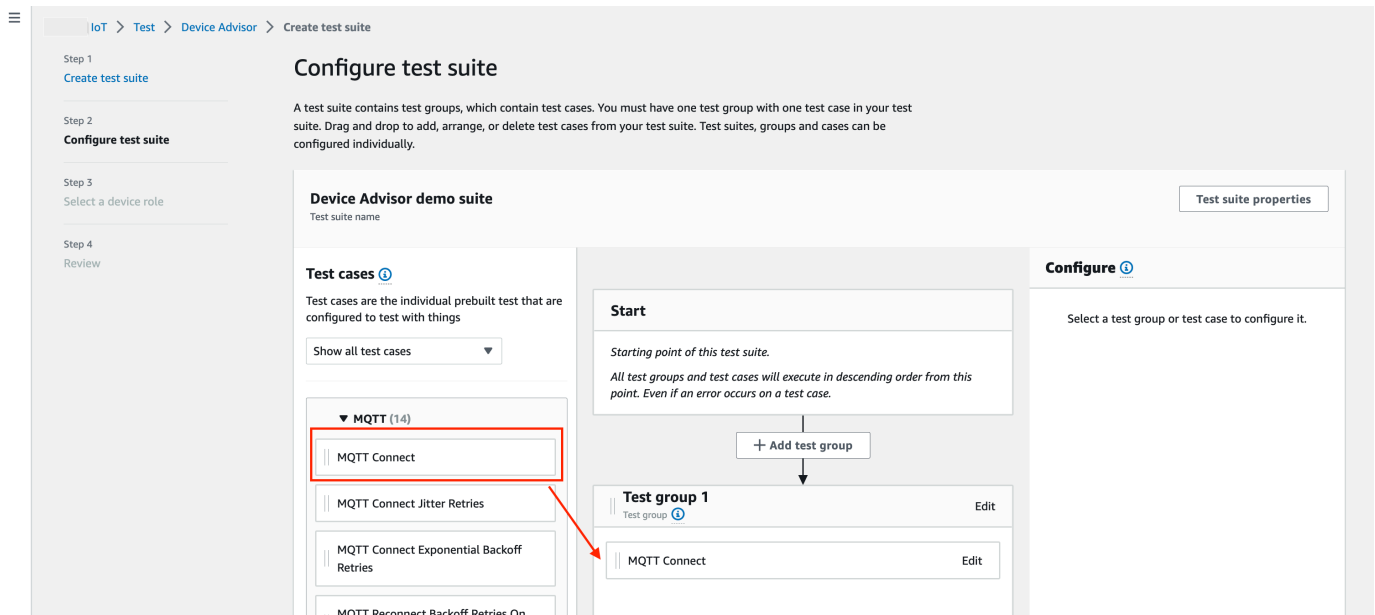 IoT > Test > Device Advisor > Create test suite
Step 1
Create test suite
Step 2
Configure test suite
Step 3
Select a device role
Step 4
Review
Configure test suite
A test suite contains test groups, which contain test cases. You must have one test group with one test case in your test
suite. Drag and drop to add, arrange, or delete test cases from your test suite. Test suites, groups and cases can be
configured individually.
Device Advisor demo suite
Test suite name
Test suite properties
Test cases
Test cases are the individual prebuilt test that are
configured to test with things
Show all test cases
MQTT (14)
MQTT Connect
MQTT Connect Jitter Retries
MQTT Connect Exponential Backoff
Retries
MQTT Reconnect Backoff Retries On
Start
Starting point of this test suite.
All test groups and test cases will execute in descending order from this
point. Even if an error occurs on a test case.
+ Add test group
Test group 1
Edit
Test group
MQTT Connect
Edit
Configure
Select a test group or test case to configure it.